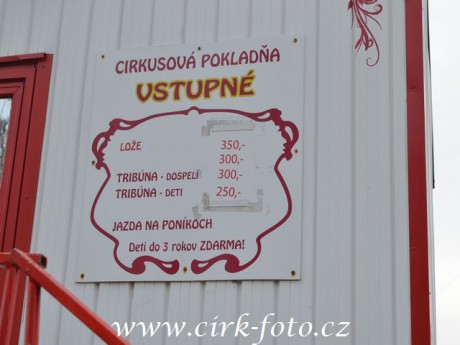 CIRKUSOVÁ POKLADŇA
VSTUPNÉ
LOŽE 350,-
300,-
TRIBÚNA - DOSPELÍ 300,-
TRIBÚNA - DETI 250,-
JAZDA NA PONÍKOCH
Deti do 3 rokov ZDARMA!
www.cirk-foto.cz